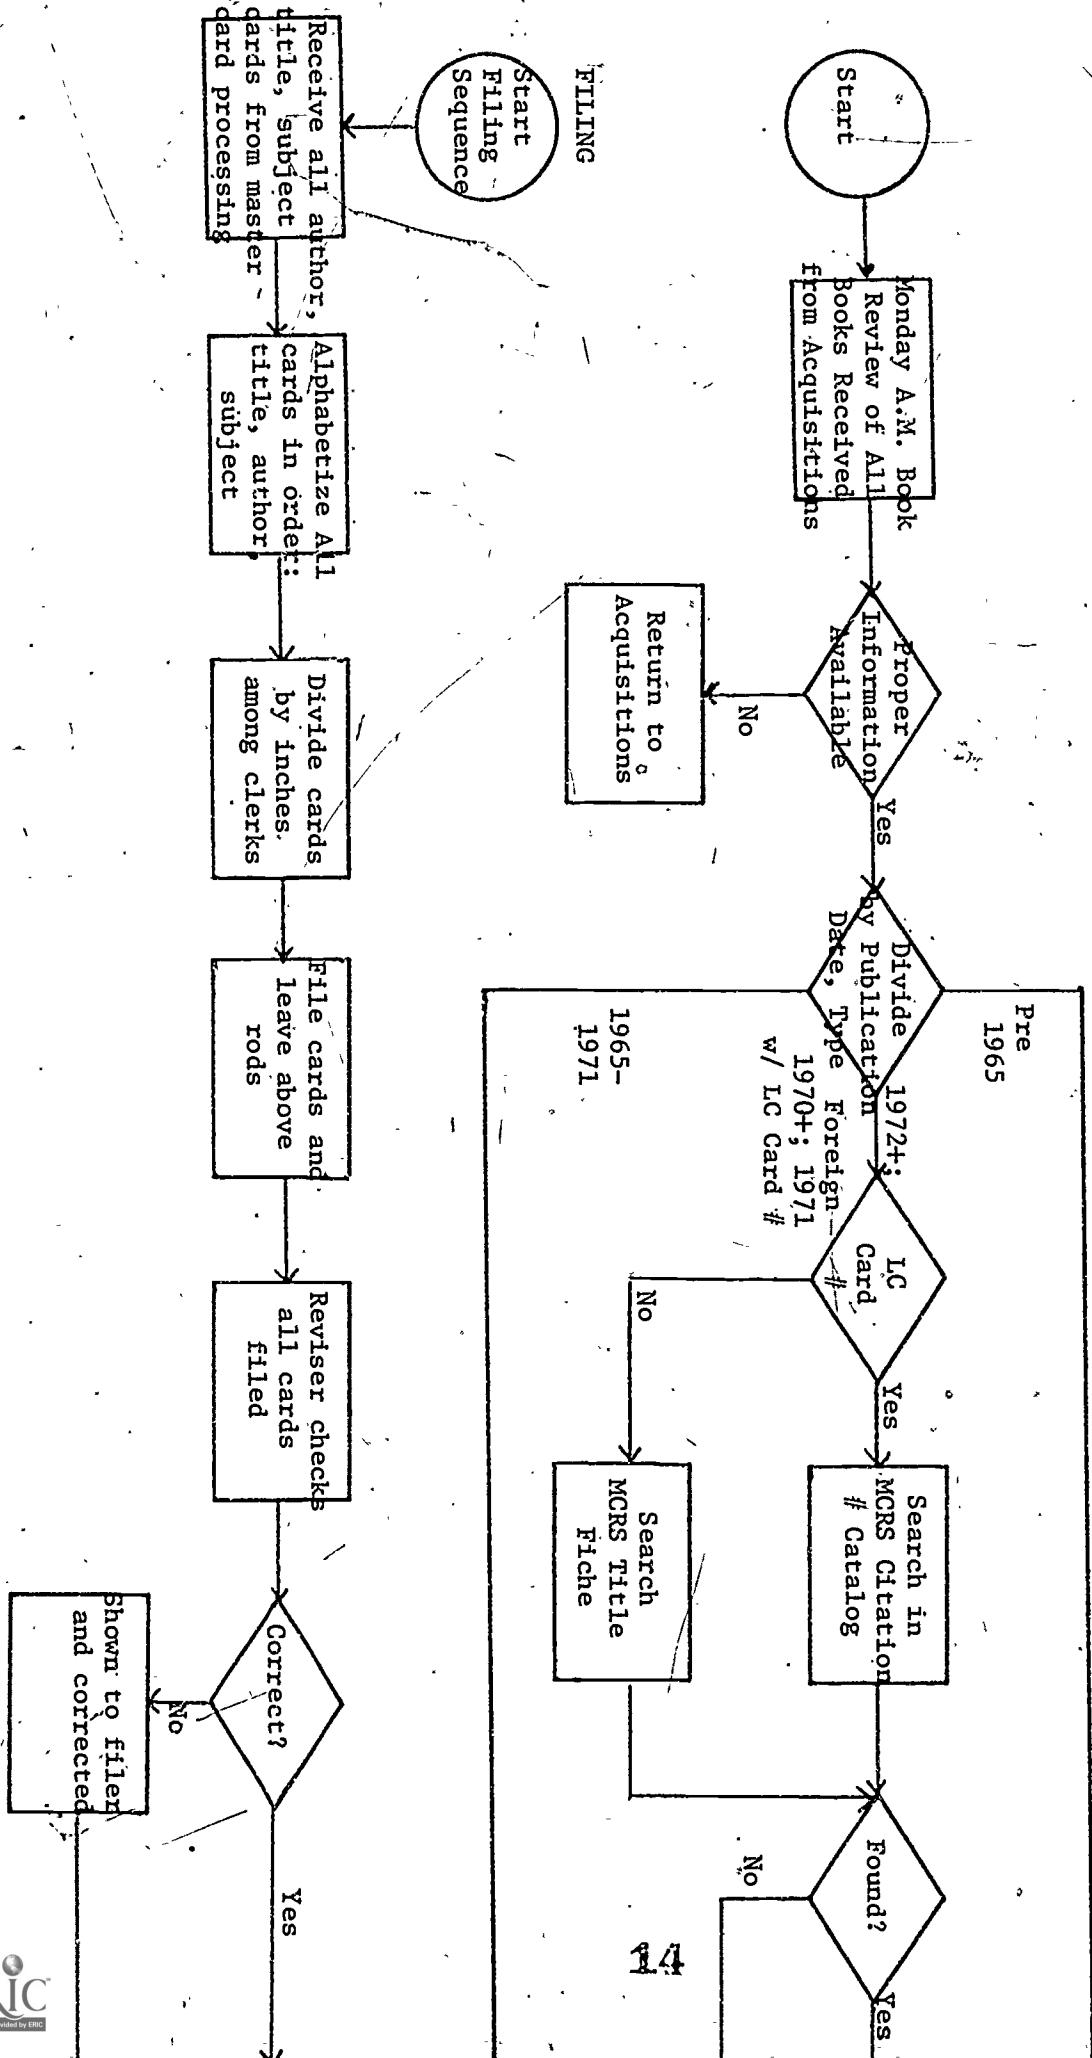 Start
Monday A.M. Book
Review of All
Books Received
from Acquisitions
Proper
Information
Available
No
Return to
Acquisitions
Yes
Divide
by Publication
Date, Type
Pre
1965
1965-
1971
1972+;
Foreign
1970+; 1971
w/ LC Card #
LC
Card
#
No
Search
MCRS Title
Fiche
Yes
Search in
MCRS Citation
# Catalog
Found?
No
Yes
FILING
Start
Filing
Sequence
Receive all author,
title, subject
cards from master
card processing
Alphabetize All
cards in order:
title, author,
subject
Divide cards
by inches
among clerks
File cards and
leave above
rods
Reviser checks
all cards
filed
Correct?
No
Shown to filer
and corrected
Yes
14